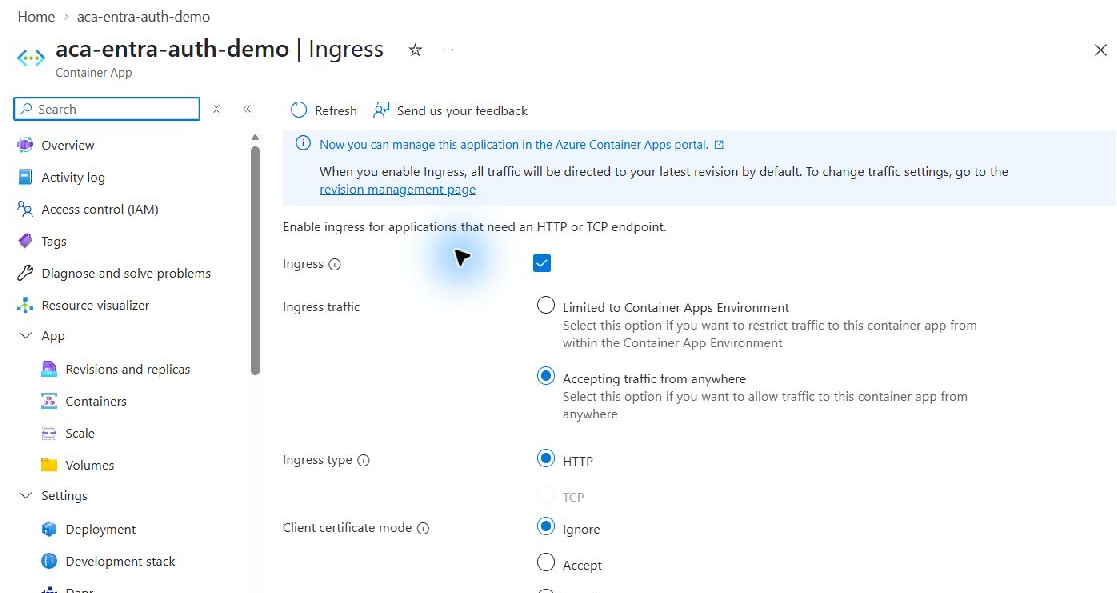 Home > aca-entra-auth-demo
aca-entra-auth-demo | Ingress
Container App
Search
Refresh
Send us your feedback
Overview
Activity log
Access control (IAM)
Tags
Diagnose and solve problems
Resource visualizer
App
Revisions and replicas
Containers
Scale
Volumes
Settings
Deployment
Development stack
Now you can manage this application in the Azure Container Apps portal.
When you enable Ingress, all traffic will be directed to your latest revision by default. To change traffic settings, go to the
revision management page
Enable ingress for applications that need an HTTP or TCP endpoint.
Ingress
Ingress traffic
Limited to Container Apps Environment
Select this option if you want to restrict traffic to this container app from
within the Container App Environment
Accepting traffic from anywhere
Select this option if you want to allow traffic to this container app from
anywhere
Ingress type
HTTP
TCP
Client certificate mode
Ignore
Accept